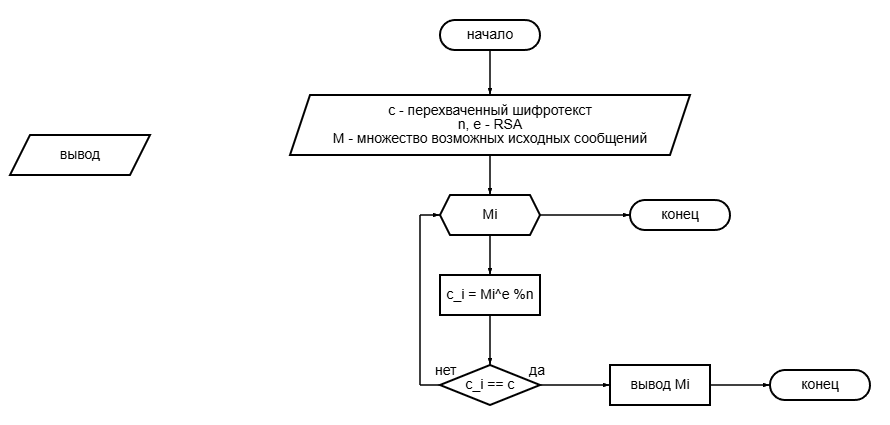 начало
c - перехваченный шифротекст
n, e - RSA
M - множество возможных исходных сообщений
вывод
Mi
конец
c_i = Mi^e %n
нет
да
c_i == c
вывод Mi
конец